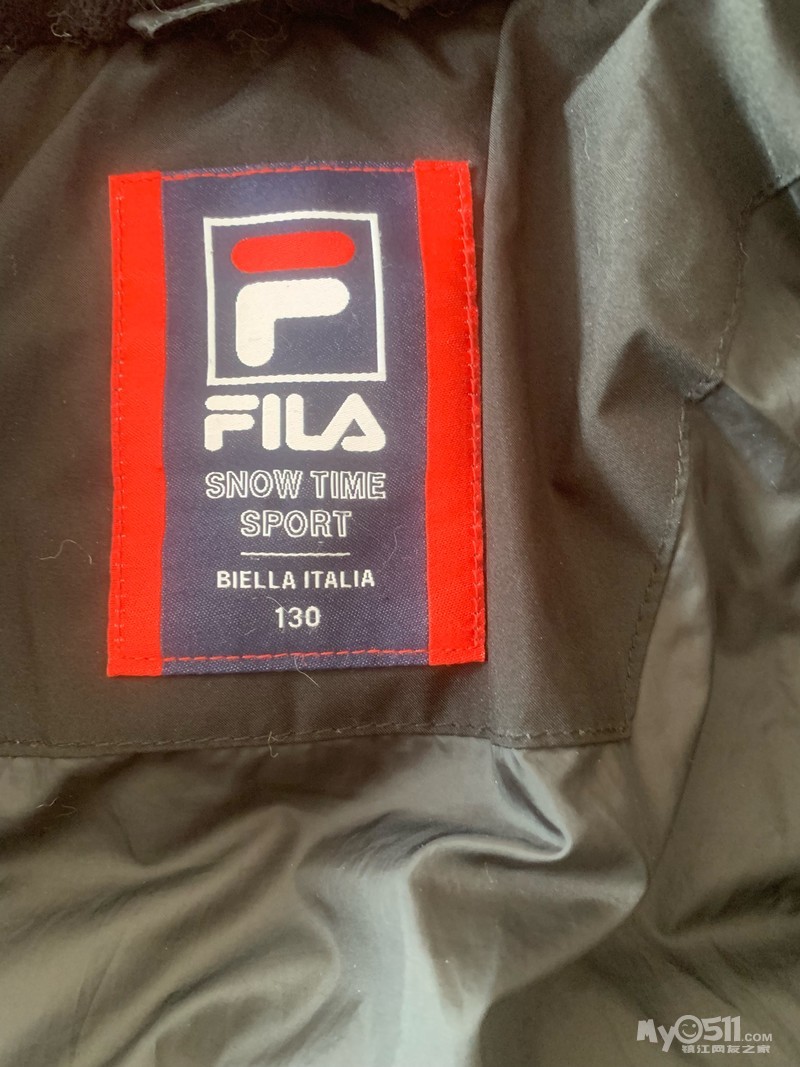 FILA
SNOW TIME
SPORT
BIELLA ITALIA
130
My0511.COM
镇江网友之家